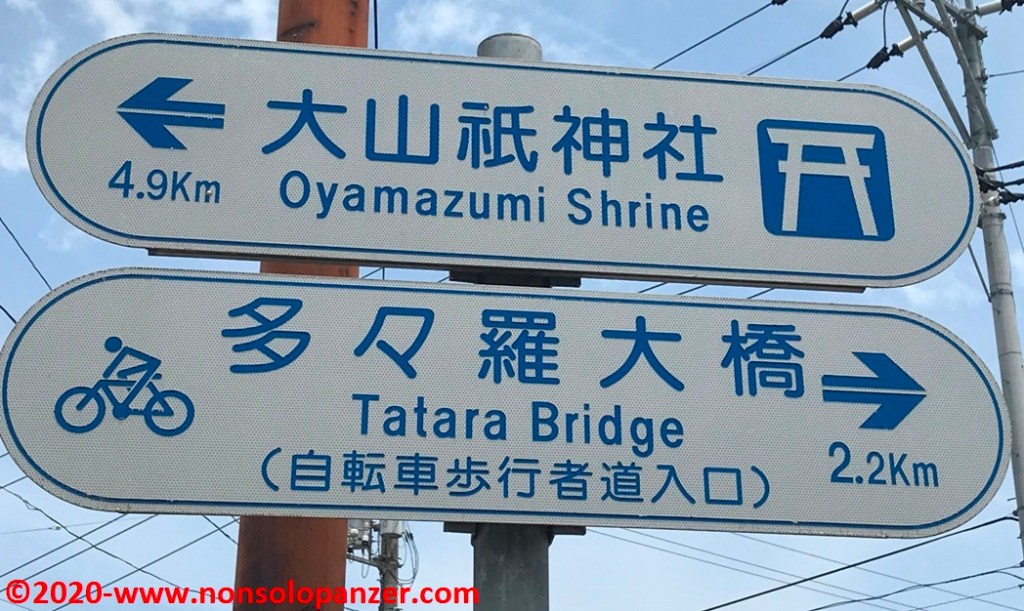 大山祇神社
4.9Km
Oyamazumi Shrine
多々羅大橋
Tatara Bridge
2.2Km
(自転車歩行者道入口)
©2020-www.nonsolopanzer.com